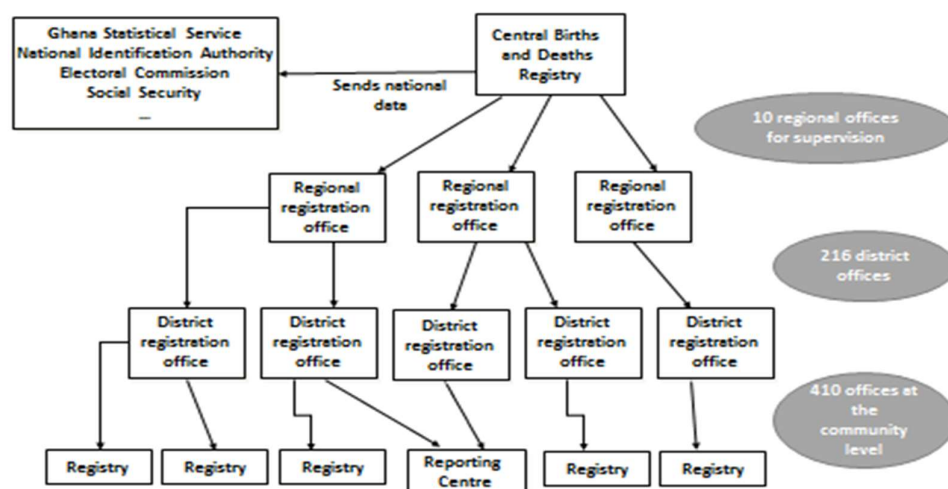 Ghana Statistical Service
National Identification Authority
Electoral Commission
Social Security
...
Central Births
and Deaths
Registry
Sends national
data
10 regional offices
for supervision
Regional
registration
office
Regional
registration
office
Regional
registration
office
216 district
offices
District
registration
office
District
registration
office
District
registration
office
District
registration
office
District
registration
office
410 offices at
the
community
level
Registry
Registry
Registry
Reporting
Centre
Registry
Registry